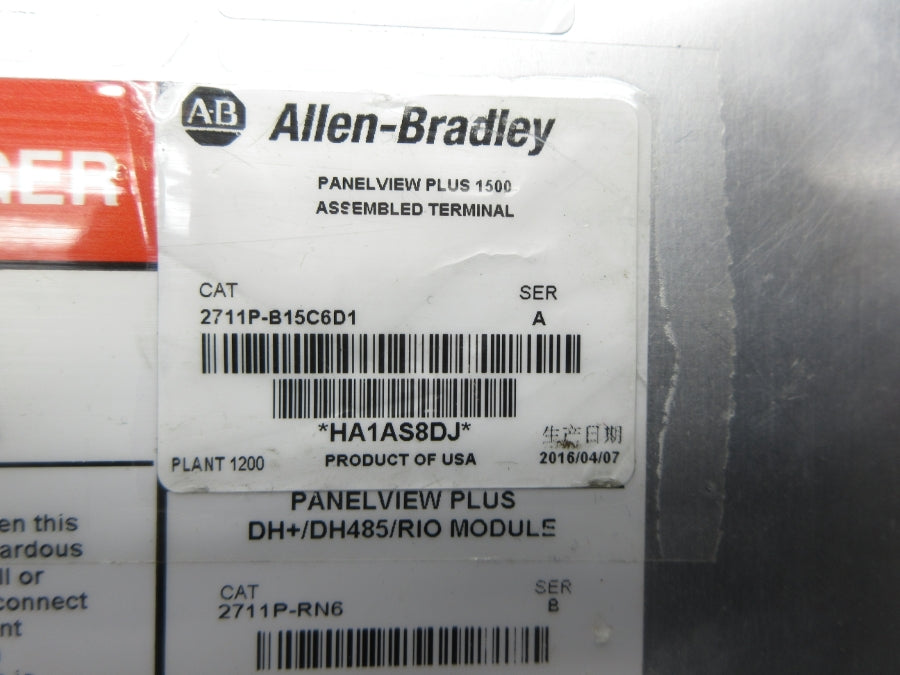 A-B Allen-Bradley
PANELVIEW PLUS 1500
ASSEMBLED TERMINAL
CAT SER
2711P-B15C6D1 A
*HA1AS8DJ*
生产日期
PLANT 1200 PRODUCT OF USA 2016/04/07
GER
PANELVIEW PLUS
DH+/DH485/RIO MODULE
CAT SER
2711P-RN6 B
en this
ardous
ll or
connect
nt